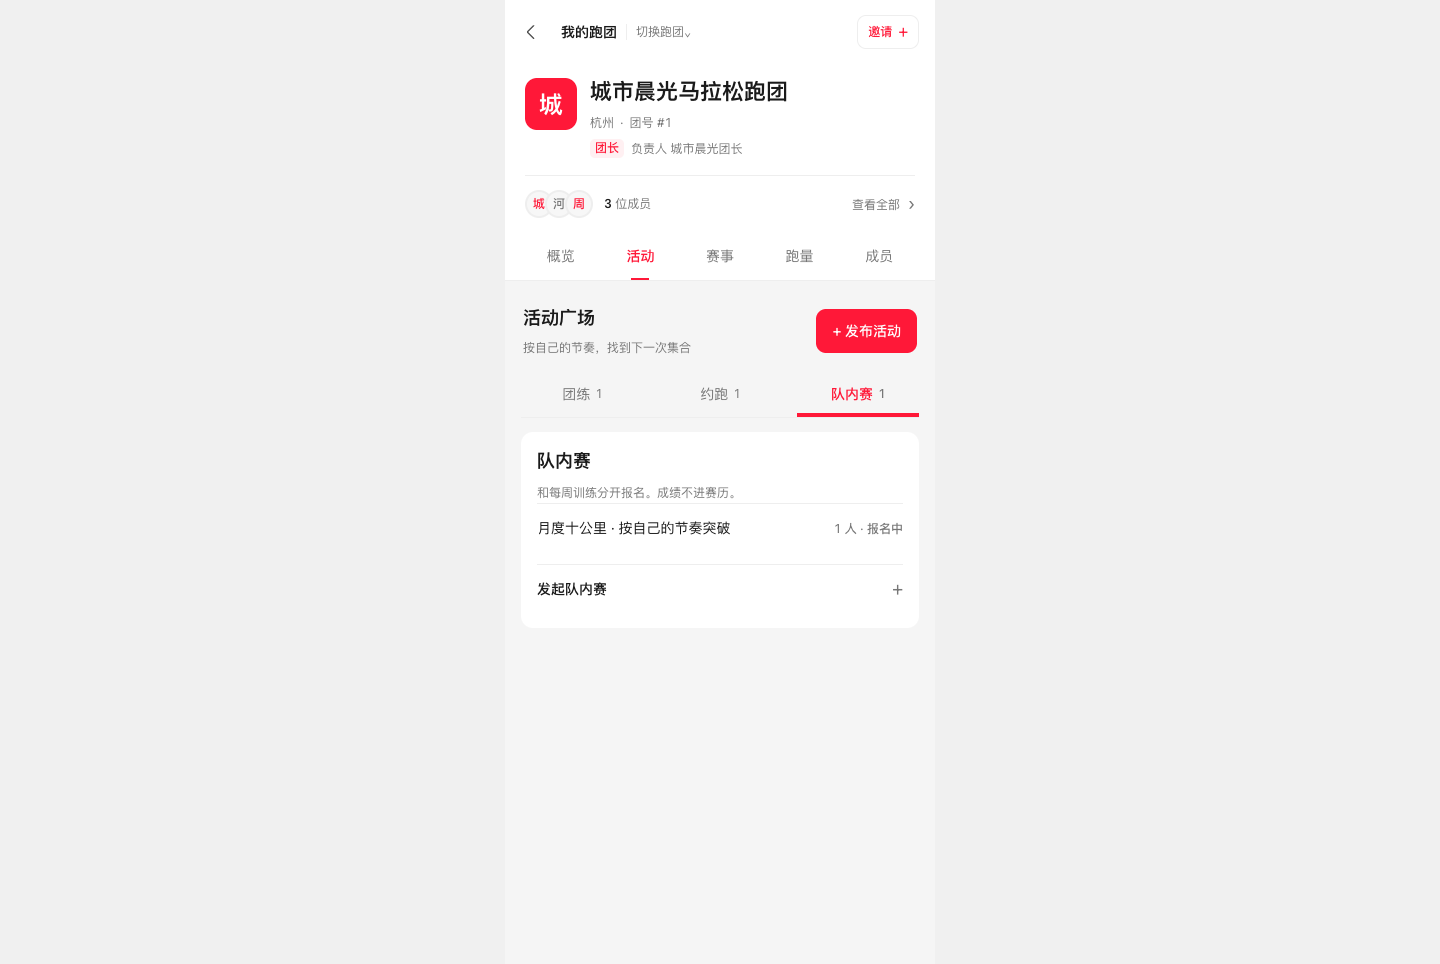 我的跑团 切换跑团
邀请 +
城
城市晨光马拉松跑团
杭州 · 团号 #1
团长 负责人 城市晨光团长
城 河 周 3 位成员 查看全部
概览 活动 赛事 跑量 成员
活动广场
按自己的节奏，找到下一次集合
+ 发布活动
团练 1 约跑 1 队内赛 1
队内赛
和每周训练分开报名。成绩不进赛历。
月度十公里 · 按自己的节奏突破 1 人 · 报名中
发起队内赛 +